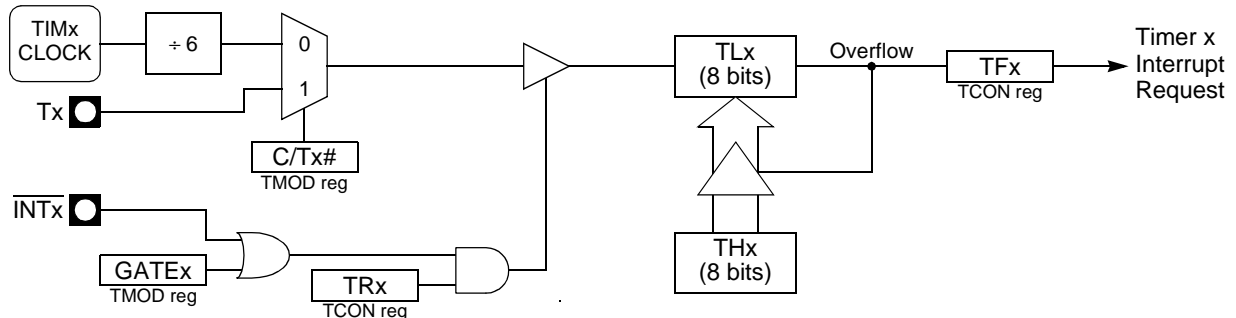 TIMx
CLOCK
÷ 6
0
1
Tx
C/Tx#
TMOD reg
INTx
GATEx
TMOD reg
TRx
TCON reg
TLx
(8 bits)
THx
(8 bits)
Overflow
TFx
TCON reg
Timer x
Interrupt
Request